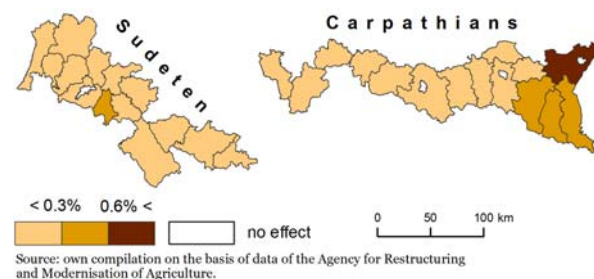 Sudeten
Carpathians
< 0.3% 0.6% <
no effect
0 50 100 km
Source: own compilation on the basis of data of the Agency for Restructuring
and Modernisation of Agriculture.